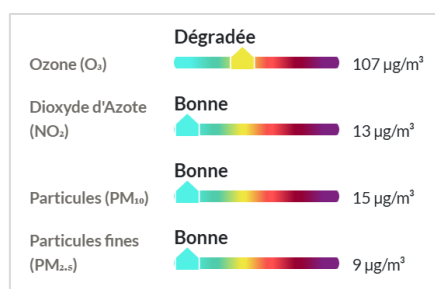 Dégradée
Ozone (O₃)
107 µg/m³
Bonne
Dioxyde d'Azote
(NO₂)
13 µg/m³
Bonne
Particules (PM₁₀)
15 µg/m³
Bonne
Particules fines
(PM₂.₅)
9 µg/m³